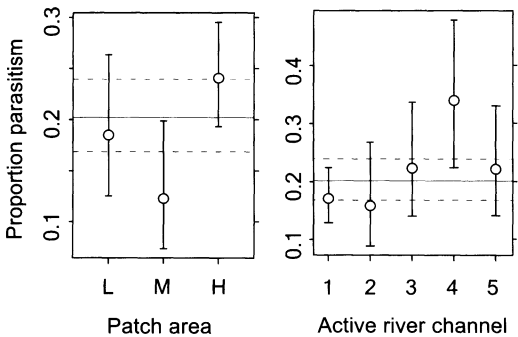 Proportion parasitism
0.3
0.2
0.1
L M H
Patch area
0.4
0.3
0.2
0.1
1 2 3 4 5
Active river channel